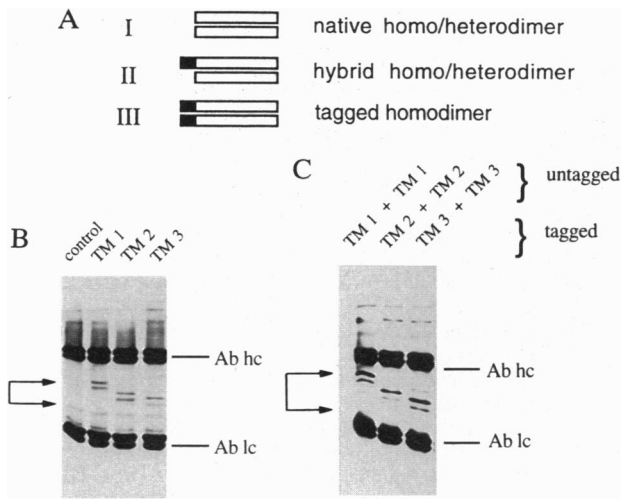 A
I native homo/heterodimer
II hybrid homo/heterodimer
III tagged homodimer
C
TM 1 + TM 1
TM 2 + TM 2
TM 3 + TM 3
} untagged
} tagged
B
control
TM 1
TM 2
TM 3
Ab hc
Ab lc
Ab hc
Ab lc